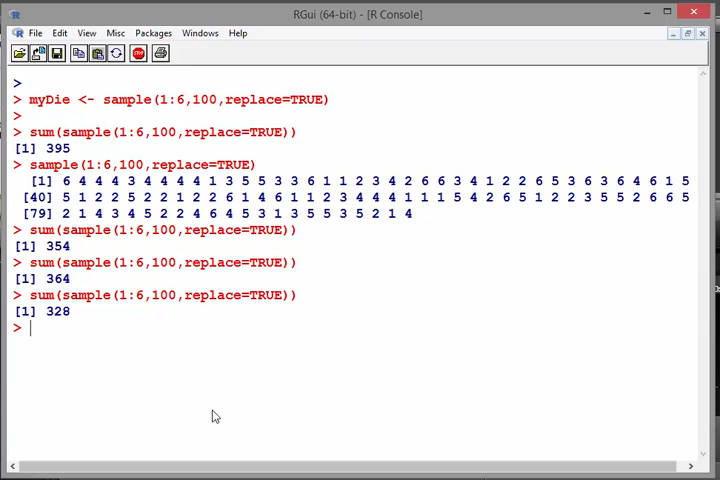 RGui (64-bit) - [R Console]
File Edit View Misc Packages Windows Help
STOP
>
> myDie <- sample(1:6,100,replace=TRUE)
>
> sum(sample(1:6,100,replace=TRUE))
[1] 395
> sample(1:6,100,replace=TRUE)
[1] 6 4 4 4 3 4 4 4 4 1 3 5 5 3 3 6 1 1 2 3 4 2 6 6 3 4 1 2 2 6 5 3 6 3 6 4 6 1 5
[40] 5 1 2 2 5 2 2 1 2 2 6 1 4 6 1 1 2 3 4 4 4 1 1 1 5 4 2 6 5 1 2 2 3 5 5 2 6 6 5
[79] 2 1 4 3 4 5 2 2 4 6 4 5 3 1 3 5 5 3 5 2 1 4
> sum(sample(1:6,100,replace=TRUE))
[1] 354
> sum(sample(1:6,100,replace=TRUE))
[1] 364
> sum(sample(1:6,100,replace=TRUE))
[1] 328
>